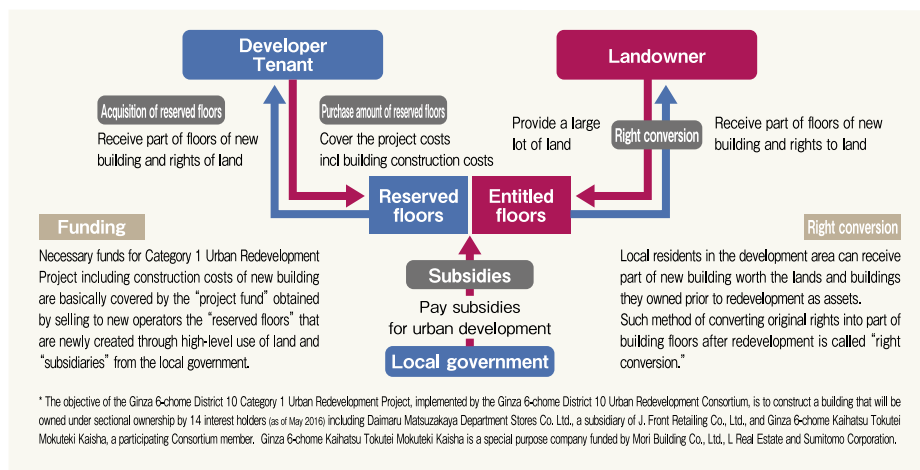 Developer
Tenant
Landowner
Acquisition of reserved floors
Receive part of floors of new
building and rights of land
Purchase amount of reserved floors
Cover the project costs
incl building construction costs
Provide a large
lot of land
Right conversion
Receive part of floors of new
building and rights to land
Reserved
floors
Entitled
floors
Funding
Necessary funds for Category 1 Urban Redevelopment
Project including construction costs of new building
are basically covered by the "project fund" obtained
by selling to new operators the "reserved floors" that
are newly created through high-level use of land and
"subsidiaries" from the local government.
Subsidies
Pay subsidies
for urban development
Local government
Right conversion
Local residents in the development area can receive
part of new building worth the lands and buildings
they owned prior to redevelopment as assets.
Such method of converting original rights into part of
building floors after redevelopment is called "right
conversion."
* The objective of the Ginza 6-chome District 10 Category 1 Urban Redevelopment Project, implemented by the Ginza 6-chome District 10 Urban Redevelopment Consortium, is to construct a building that will be
owned under sectional ownership by 14 interest holders (as of May 2016) including Daimaru Matsuzakaya Department Stores Co. Ltd., a subsidiary of J. Front Retailing Co., Ltd., and Ginza 6-chome Kaihatsu Tokutei
Mokuteki Kaisha, a participating Consortium member. Ginza 6-chome Kaihatsu Tokutei Mokuteki Kaisha is a special purpose company funded by Mori Building Co., Ltd., L Real Estate and Sumitomo Corporation.